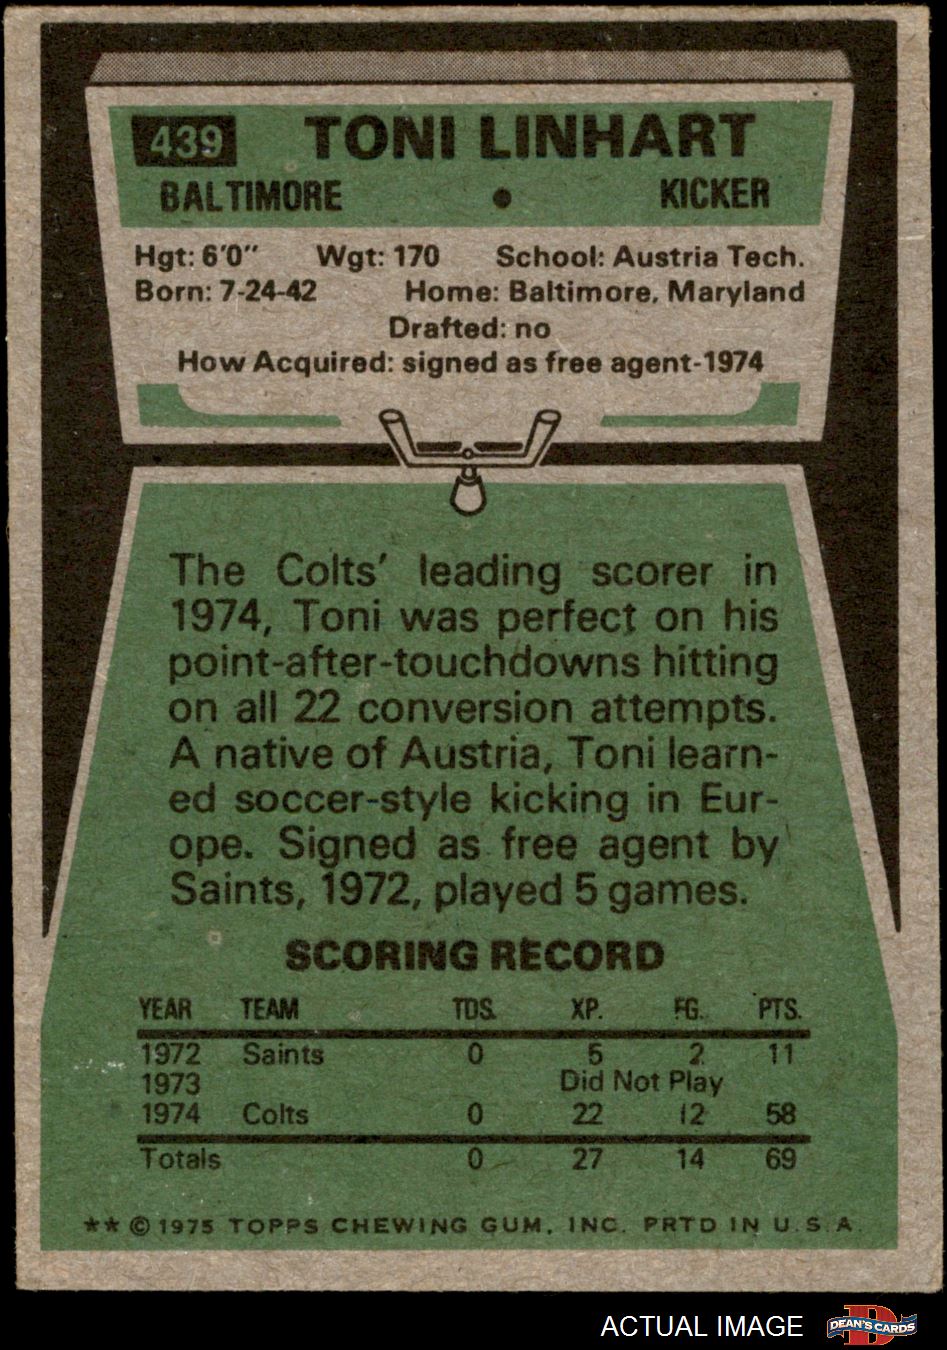 439 TONI LINHART
BALTIMORE • KICKER
Hgt: 6'0" Wgt: 170 School: Austria Tech.
Born: 7-24-42 Home: Baltimore, Maryland
Drafted: no
How Acquired: signed as free agent-1974
The Colts' leading scorer in
1974, Toni was perfect on his
point-after-touchdowns hitting
on all 22 conversion attempts.
A native of Austria, Toni learn-
ed soccer-style kicking in Eur-
ope. Signed as free agent by
Saints, 1972, played 5 games.
SCORING RECORD
YEAR TEAM TDS. XP. FG. PTS.
1972 Saints 0 5 2 11
1973 Did Not Play
1974 Colts 0 22 12 58
Totals 0 27 14 69
** © 1975 TOPPS CHEWING GUM, INC. PRTD IN U.S.A.
ACTUAL IMAGE DEAN'S CARDS